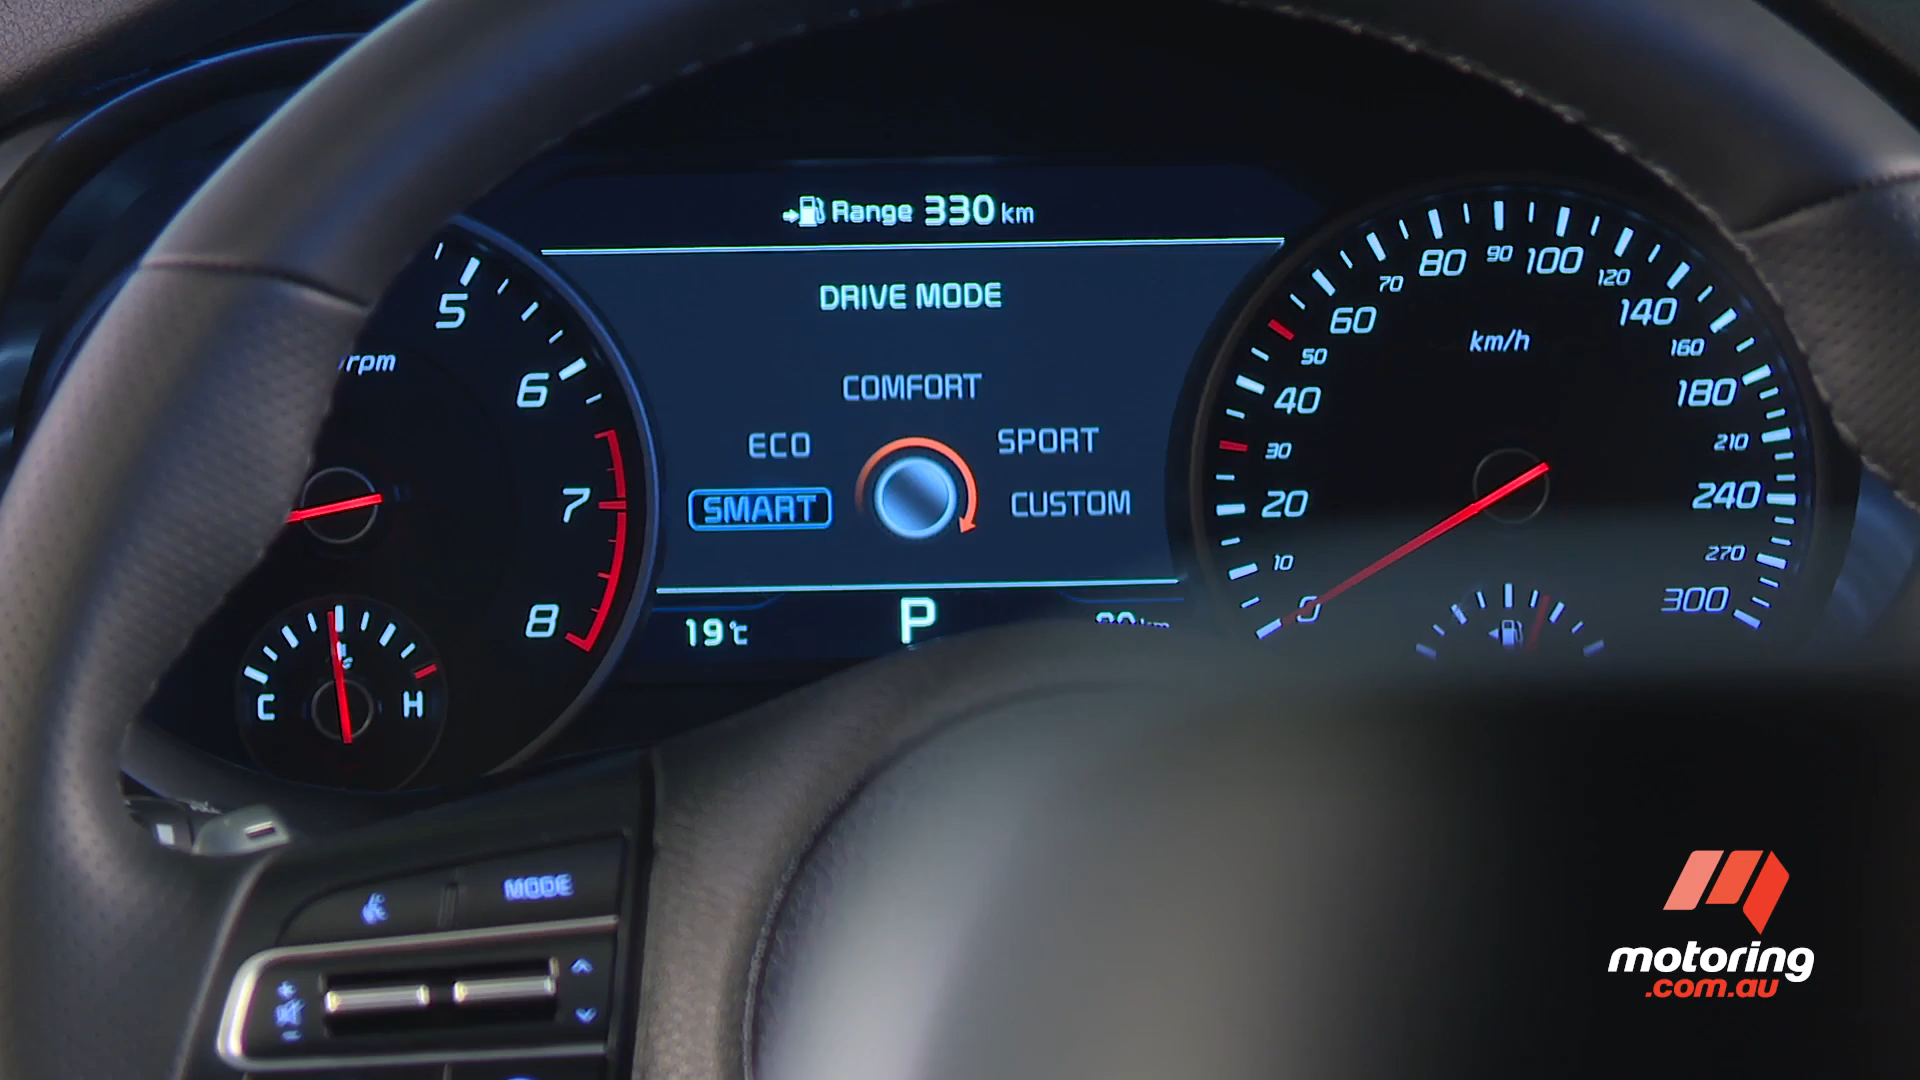 Range 330 km
DRIVE MODE
COMFORT
ECO
SPORT
SMART
CUSTOM
19°C
P
5
6
7
8
rpm
C
H
0
10
20
30
40
50
60
70
80
90
100
120
140
160
180
210
240
270
300
km/h
MODE
motoring
.com.au